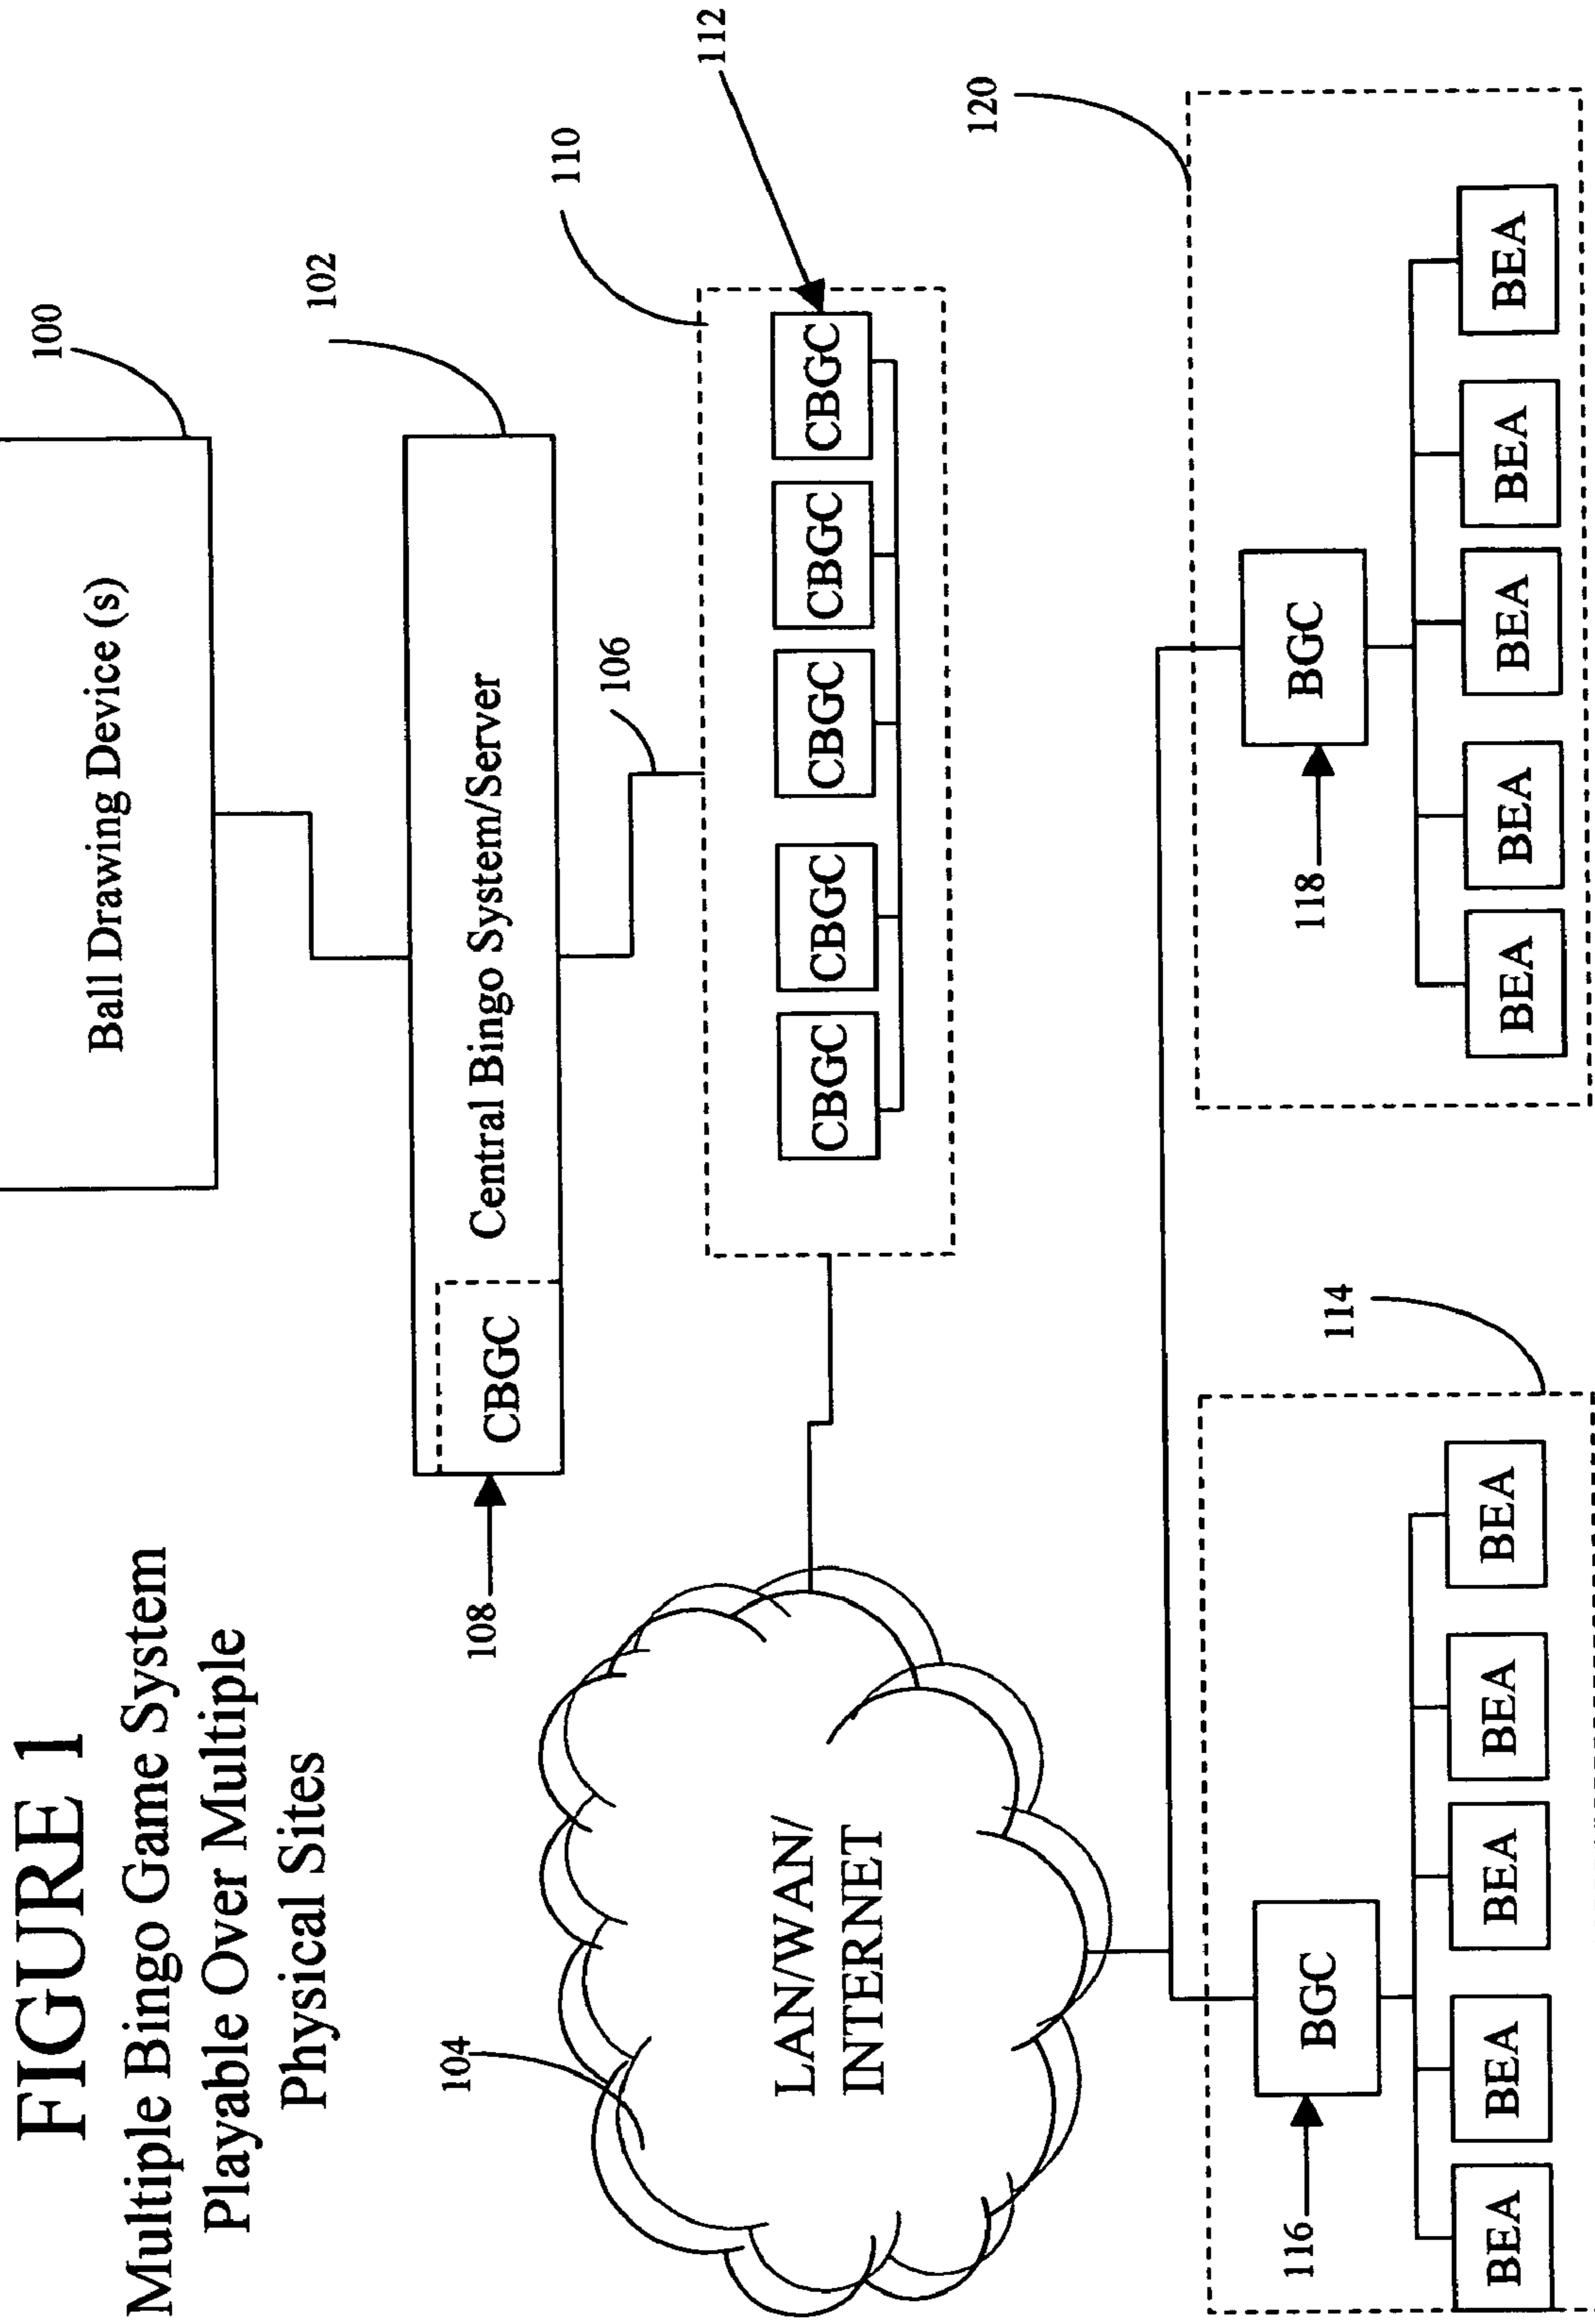 FIGURE 1
Multiple Bingo Game System
Playable Over Multiple
Physical Sites
100
Ball Drawing Device (s)
102
Central Bingo System/Server
CBGC
108
106
110
112
CBGC
CBGC
CBGC
CBGC
CBGC
104
LAN/WAN/
INTERNET
120
114
116
BGC
118
BGC
BEA
BEA
BEA
BEA
BEA
BEA
BEA
BEA
BEA
BEA